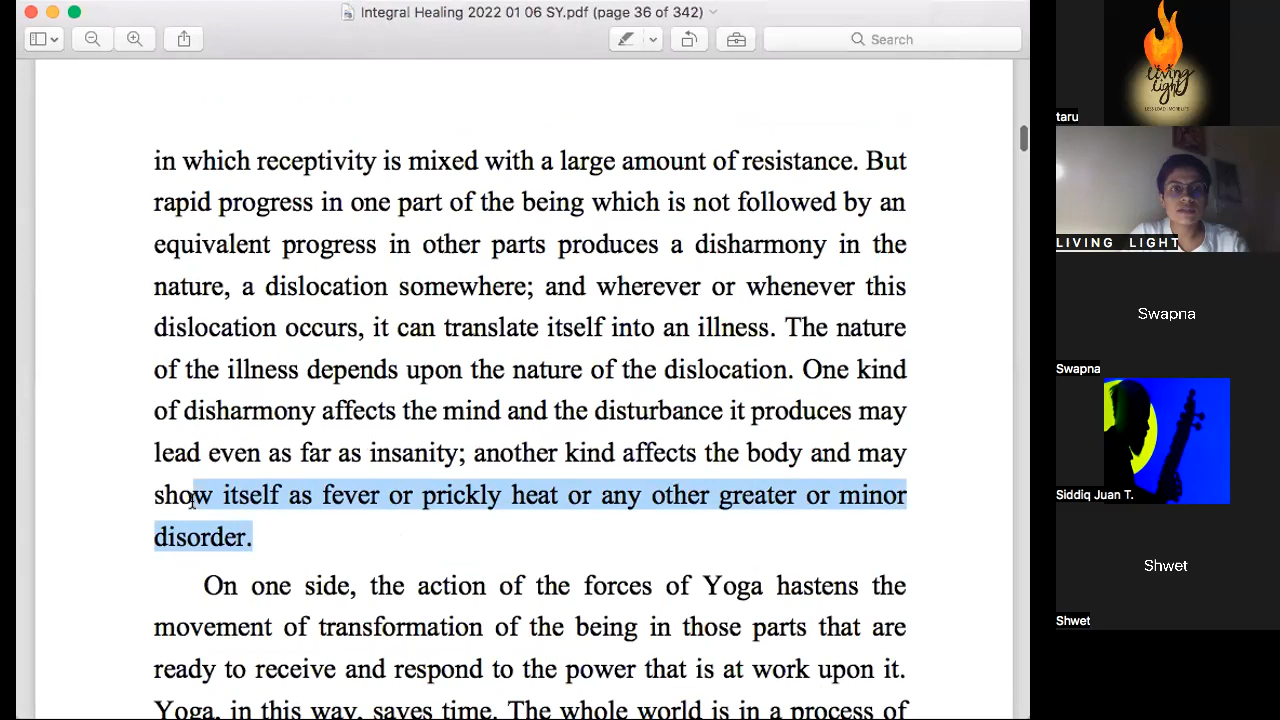 Integral Healing 2022 01 06 SY.pdf (page 36 of 342)
Search
in which receptivity is mixed with a large amount of resistance. But
rapid progress in one part of the being which is not followed by an
equivalent progress in other parts produces a disharmony in the
nature, a dislocation somewhere; and wherever or whenever this
dislocation occurs, it can translate itself into an illness. The nature
of the illness depends upon the nature of the dislocation. One kind
of disharmony affects the mind and the disturbance it produces may
lead even as far as insanity; another kind affects the body and may
show itself as fever or prickly heat or any other greater or minor
disorder.
On one side, the action of the forces of Yoga hastens the
movement of transformation of the being in those parts that are
ready to receive and respond to the power that is at work upon it.
Yoga, in this way, saves time. The whole world is in a process of
living
light
taru
LIVING LIGHT
Swapna
Swapna
Siddiq Juan T.
Shwet
Shwet